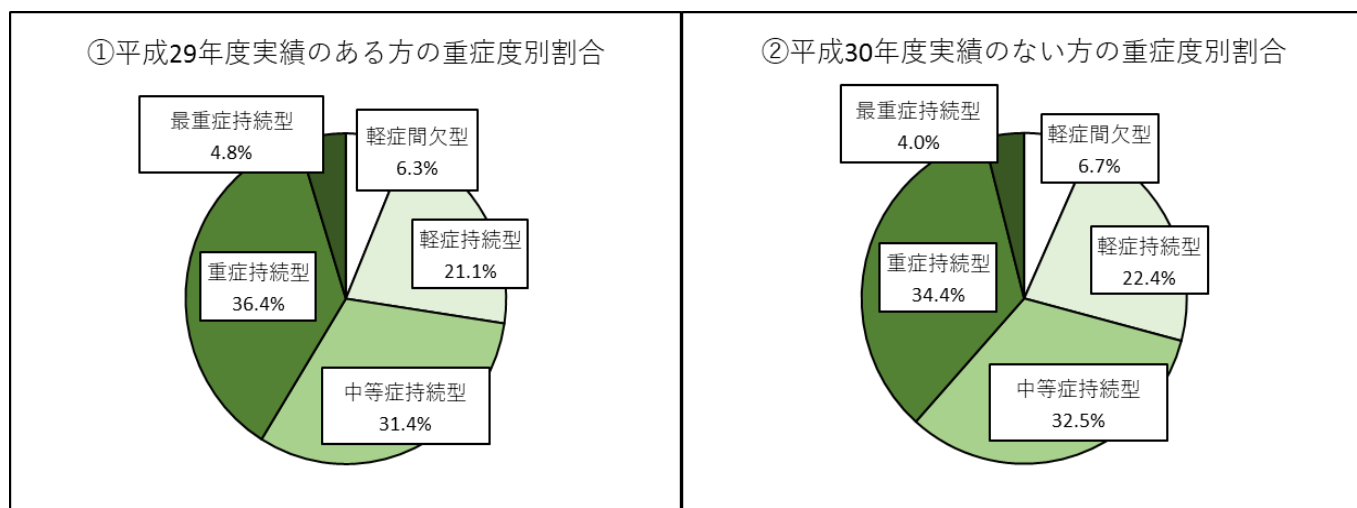 ①平成29年度実績のある方の重症度別割合
最重症持続型
4.8%
軽症間欠型
6.3%
軽症持続型
21.1%
重症持続型
36.4%
中等症持続型
31.4%
②平成30年度実績のない方の重症度別割合
最重症持続型
4.0%
軽症間欠型
6.7%
軽症持続型
22.4%
重症持続型
34.4%
中等症持続型
32.5%